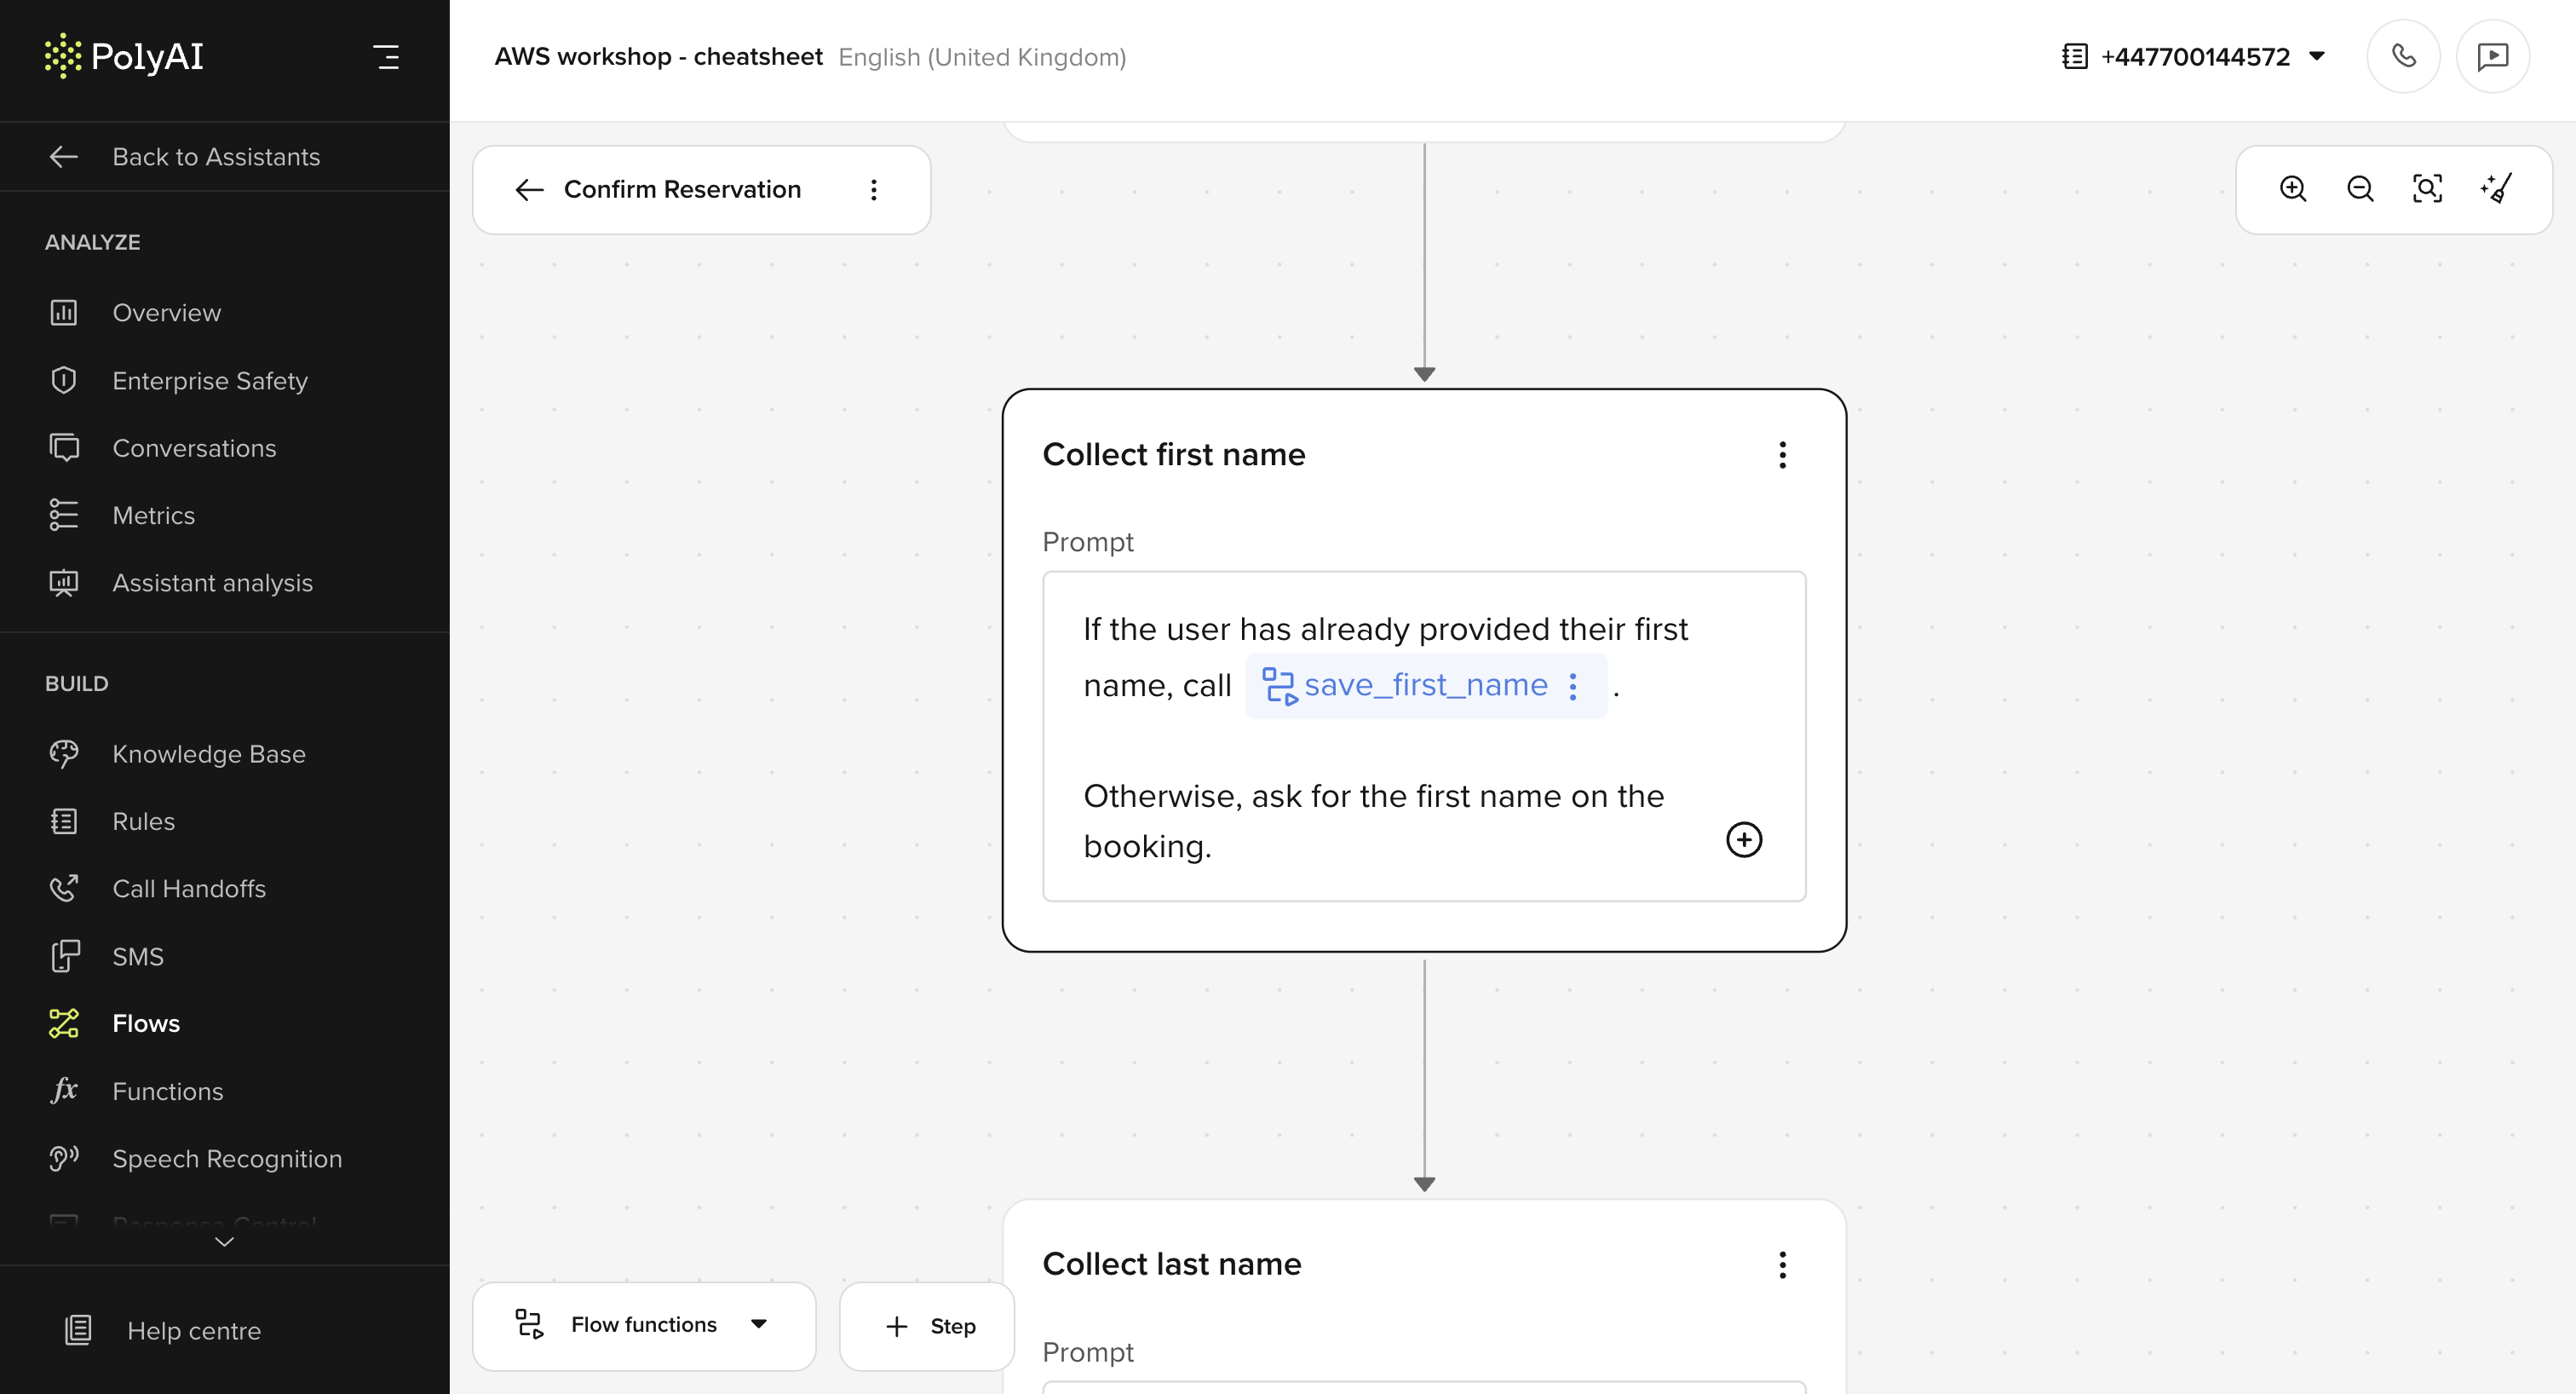 PolyAI
Back to Assistants
ANALYZE
Overview
Enterprise Safety
Conversations
Metrics
Assistant analysis
BUILD
Knowledge Base
Rules
Call Handoffs
SMS
Flows
Functions
Speech Recognition
Response Control
Help centre
AWS workshop - cheatsheet English (United Kingdom)
+447700144572
Confirm Reservation
Collect first name
Prompt
If the user has already provided their first
name, call save_first_name .
Otherwise, ask for the first name on the
booking.
Collect last name
Prompt
Flow functions
Step